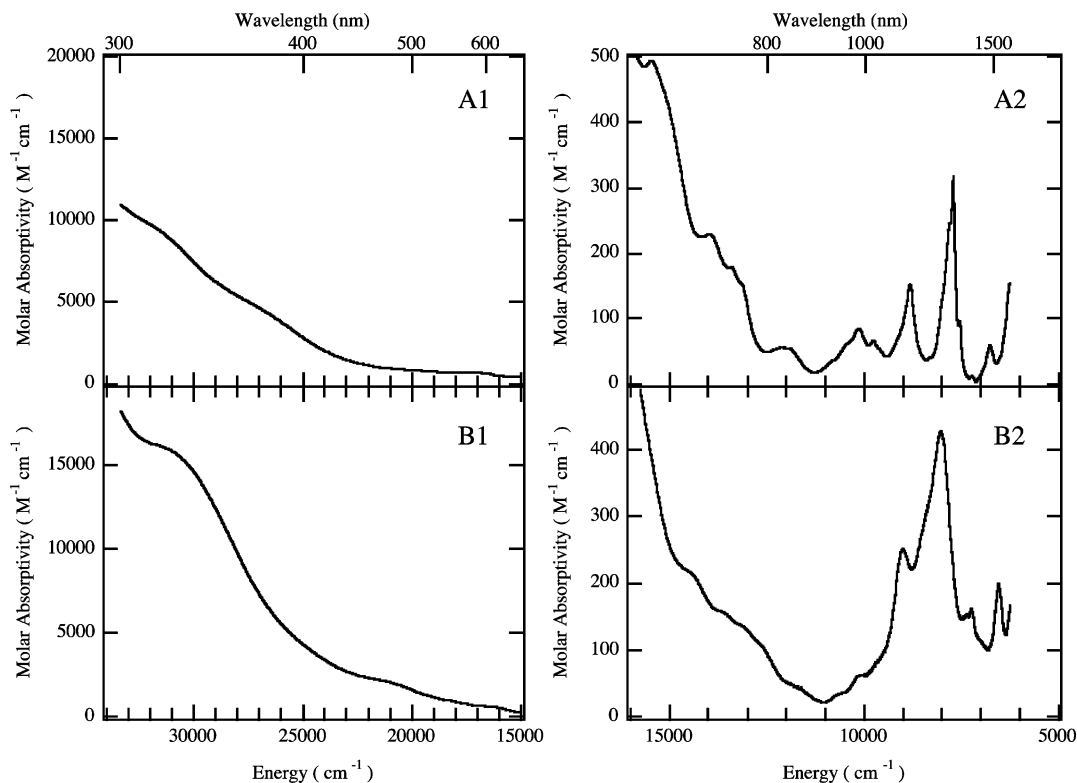 Wavelength (nm)
300 400 500 600
20000
15000
10000
5000
0
Molar Absorptivity ( M-1 cm-1 )
A1
15000
10000
5000
0
Molar Absorptivity ( M-1 cm-1 )
B1
30000 25000 20000 15000
Energy ( cm-1 )
Wavelength (nm)
800 1000 1500
500
400
300
200
100
0
Molar Absorptivity ( M-1 cm-1 )
A2
400
300
200
100
0
Molar Absorptivity ( M-1 cm-1 )
B2
15000 10000 5000
Energy ( cm-1 )